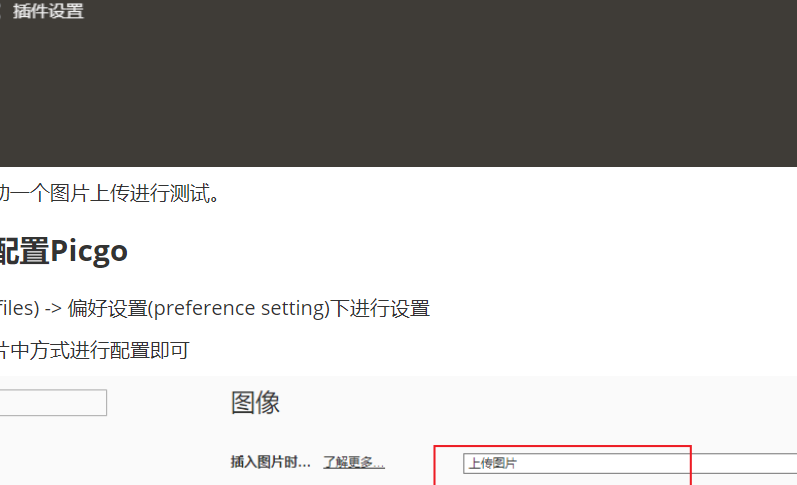 插件设置
一个图片上传进行测试。
配置Picgo
files) -> 偏好设置(preference setting)下进行设置
片中方式进行配置即可
图像
插入图片时... 了解更多... 上传图片